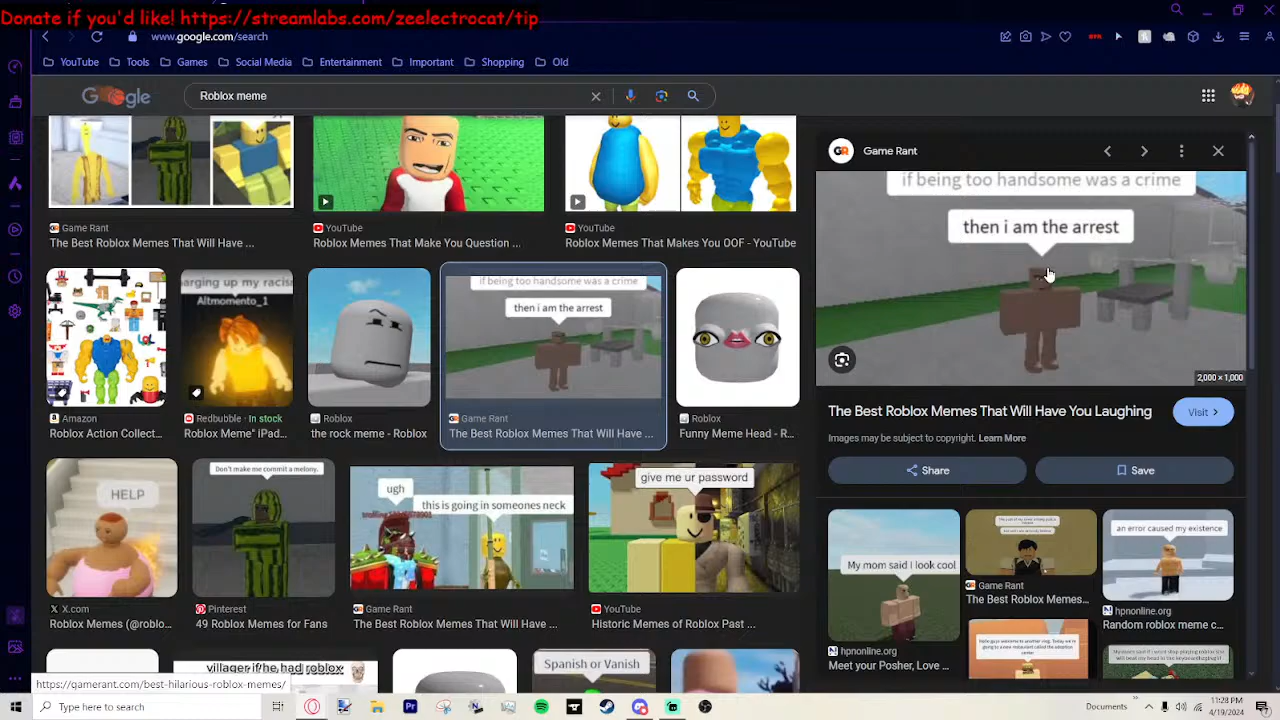 Donate if you'd like! https://streamlabs.com/zeelectrocat/tip
www.google.com/search
YouTube Tools Games Social Media Entertainment Important Shopping Old
Google
Roblox meme
Game Rant
The Best Roblox Memes That Will Have ...
YouTube
Roblox Memes That Make You Question ...
YouTube
Roblox Memes That Makes You OOF - YouTube
Amazon
Roblox Action Collect...
arging up my racis
Altmomento_1
Redbubble · In stock
Roblox Meme" iPad...
Roblox
the rock meme - Roblox
if being too handsome was a crime
then i am the arrest
Game Rant
The Best Roblox Memes That Will Have ...
Roblox
Funny Meme Head - R...
HELP
X.com
Roblox Memes (@roblo...
Don't make me commit a melony.
Pinterest
49 Roblox Memes for Fans
ugh
this is going in someones neck
Game Rant
The Best Roblox Memes That Will Have ...
give me ur password
YouTube
Historic Memes of Roblox Past ...
villager if he had roblox
Spanish or Vanish
https://gamerant.com/best-hilarious-roblox-memes/
GR Game Rant
if being too handsome was a crime
then i am the arrest
2,000 × 1,000
The Best Roblox Memes That Will Have You Laughing
Visit
Images may be subject to copyright. Learn More
Share
Save
My mom said I look cool
hpnonline.org
Meet your Posher, Love ...
Game Rant
The Best Roblox Memes...
an error caused my existence
hpnonline.org
Random roblox meme c...
Type here to search
Documents
11:28 PM
4/19/2024